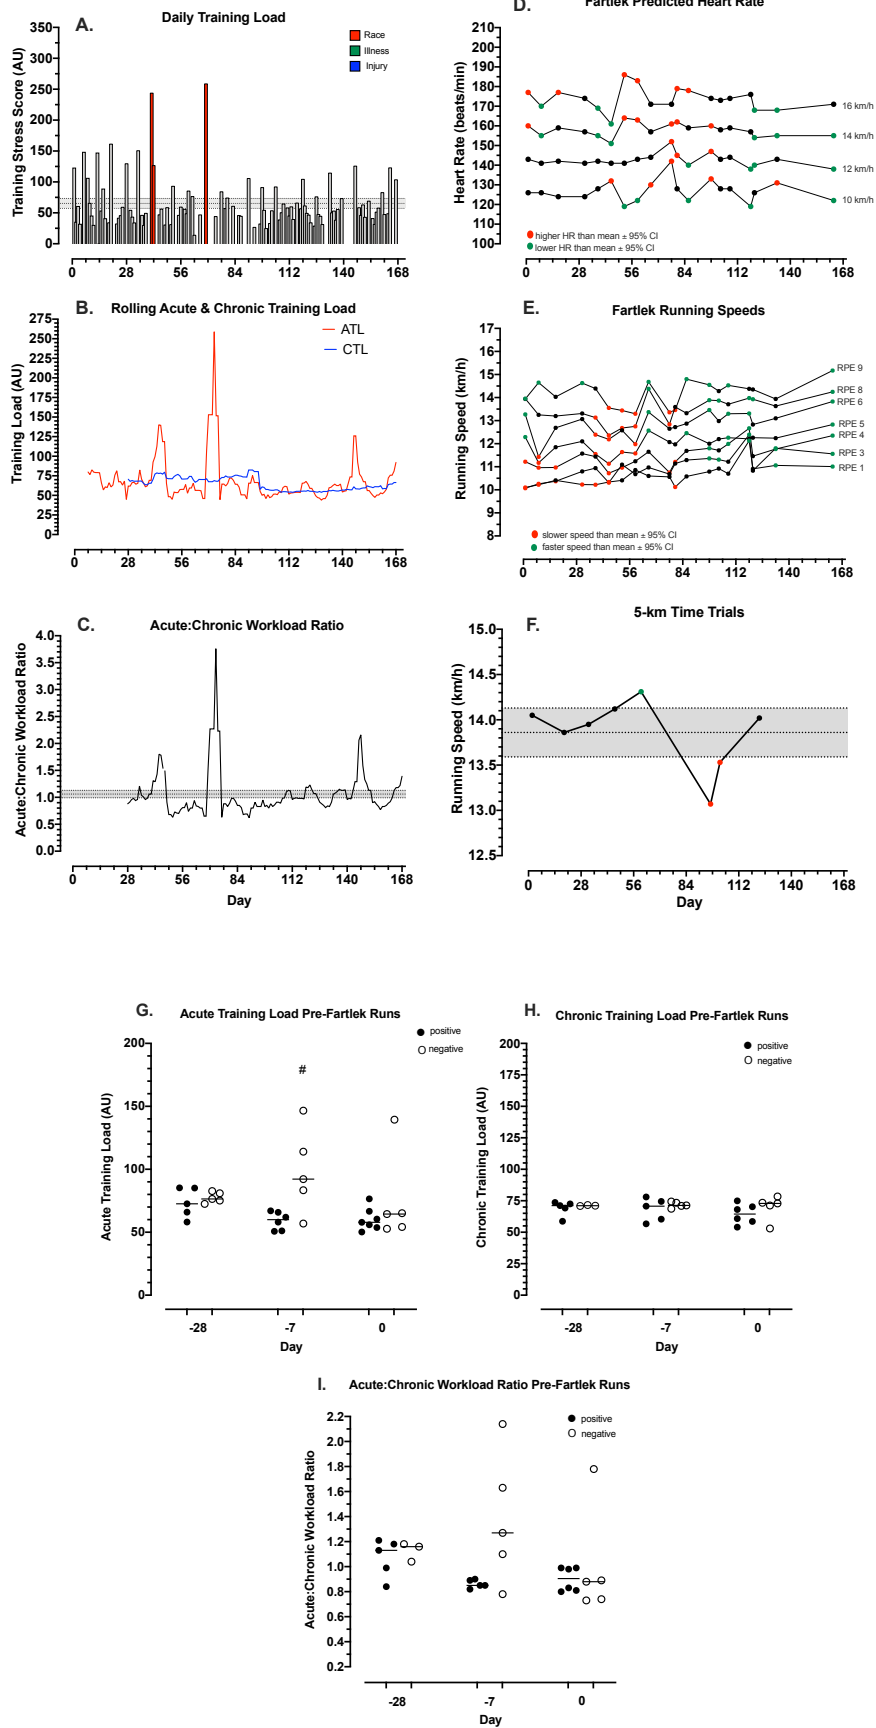 A.
Daily Training Load
Training Stress Score (AU)
350
300
250
200
150
100
50
0
Race
Illness
Injury
0 28 56 84 112 140 168
B.
Rolling Acute & Chronic Training Load
Training Load (AU)
275
250
225
200
175
150
125
100
75
50
25
0
ATL
CTL
0 28 56 84 112 140 168
C.
Acute:Chronic Workload Ratio
Acute:Chronic Workload Ratio
4.0
3.5
3.0
2.5
2.0
1.5
1.0
0.5
0.0
0 28 56 84 112 140 168
Day
D.
Fartlek Predicted Heart Rate
Heart Rate (beats/min)
210
200
190
180
170
160
150
140
130
120
110
100
16 km/h
14 km/h
12 km/h
10 km/h
higher HR than mean ± 95% CI
lower HR than mean ± 95% CI
0 28 56 84 112 140 168
E.
Fartlek Running Speeds
Running Speed (km/h)
17
16
15
14
13
12
11
10
9
8
RPE 9
RPE 8
RPE 6
RPE 5
RPE 4
RPE 3
RPE 1
slower speed than mean ± 95% CI
faster speed than mean ± 95% CI
0 28 56 84 112 140 168
F.
5-km Time Trials
Running Speed (km/h)
15.0
14.5
14.0
13.5
13.0
12.5
0 28 56 84 112 140 168
Day
G.
Acute Training Load Pre-Fartlek Runs
positive
negative
Acute Training Load (AU)
200
150
100
50
0
#
-28 -7 0
Day
H.
Chronic Training Load Pre-Fartlek Runs
positive
negative
Chronic Training Load (AU)
200
175
150
125
100
75
50
25
0
-28 -7 0
Day
I.
Acute:Chronic Workload Ratio Pre-Fartlek Runs
positive
negative
Acute:Chronic Workload Ratio
2.2
2.0
1.8
1.6
1.4
1.2
1.0
0.8
0.6
0.4
0.2
-28 -7 0
Day